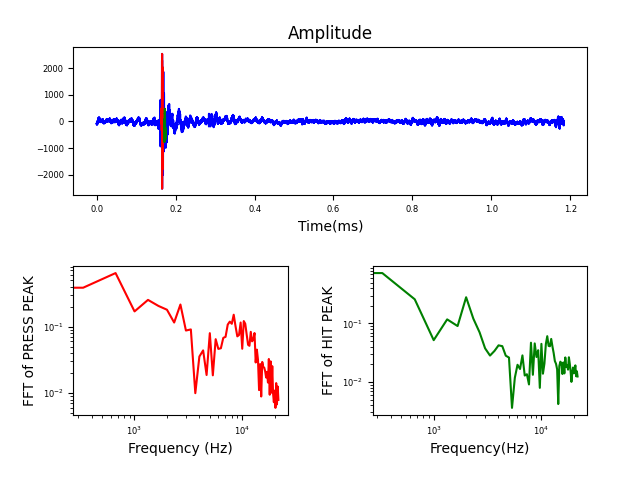 Amplitude
2000
1000
0
−1000
−2000
0.0 0.2 0.4 0.6 0.8 1.0 1.2
Time(ms)
FFT of PRESS PEAK
10⁻¹
10⁻²
10³ 10⁴
Frequency (Hz)
FFT of HIT PEAK
10⁻¹
10⁻²
10³ 10⁴
Frequency(Hz)